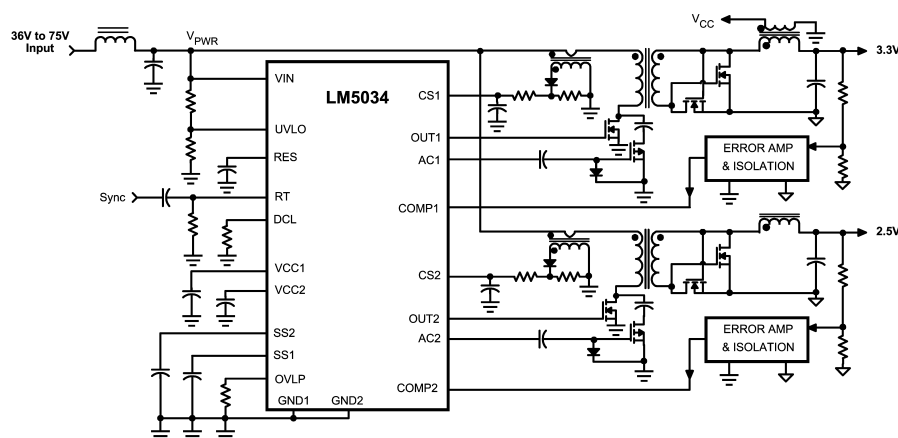 36V to 75V
Input
VPWR
VCC
3.3V
LM5034
VIN
UVLO
RES
RT
DCL
VCC1
VCC2
SS2
SS1
OVLP
GND1
GND2
CS1
OUT1
AC1
COMP1
CS2
OUT2
AC2
COMP2
Sync
ERROR AMP
& ISOLATION
2.5V
ERROR AMP
& ISOLATION